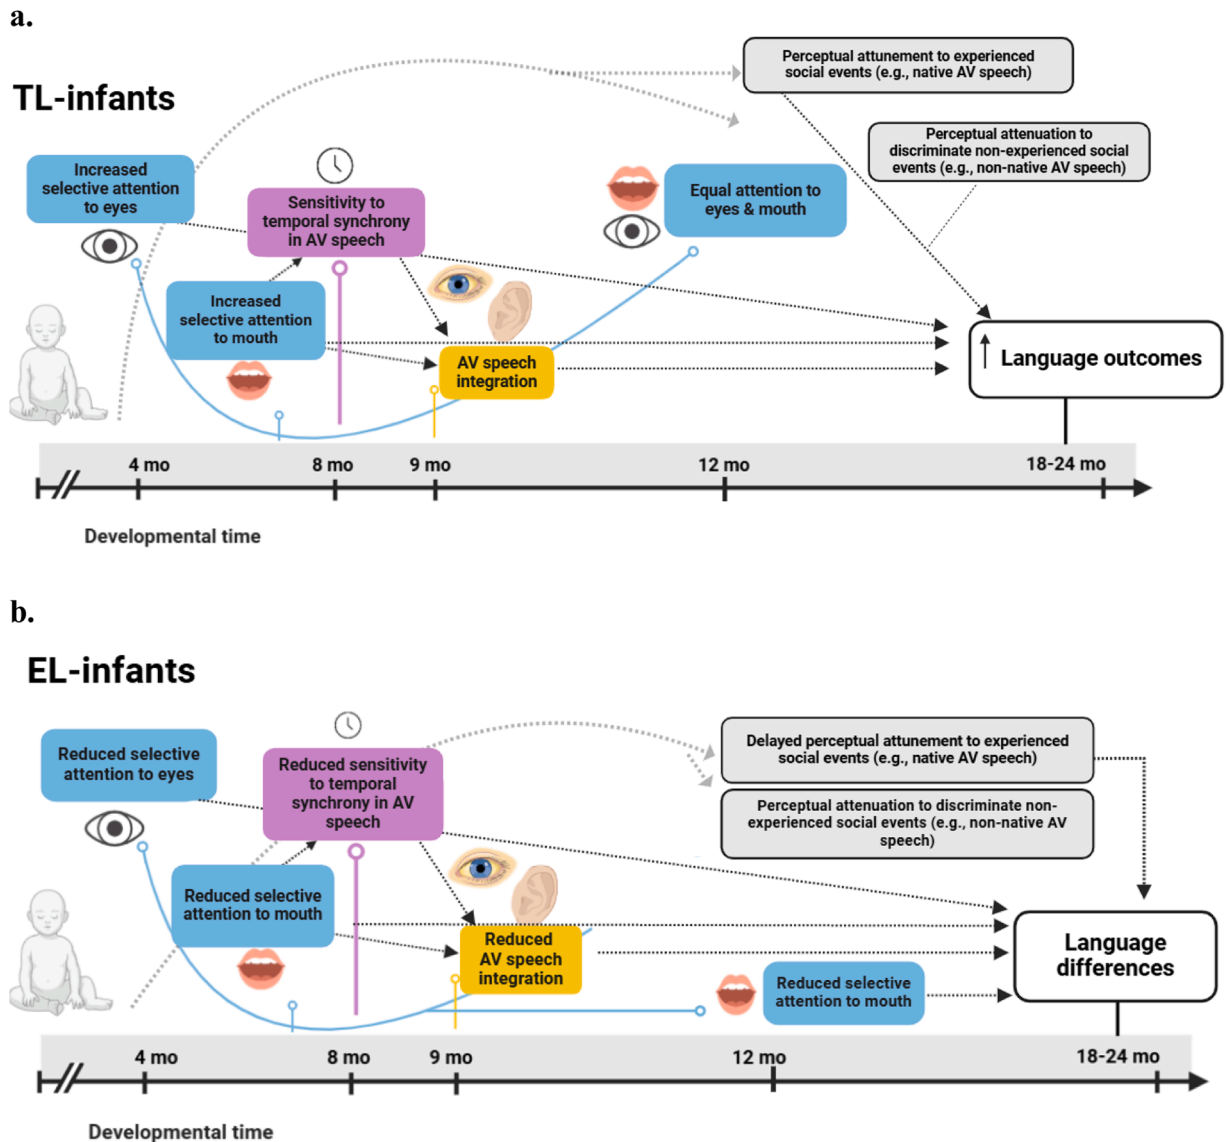 a.
TL-infants
Perceptual attunement to experienced
social events (e.g., native AV speech)
Perceptual attenuation to
discriminate non-experienced social
events (e.g., non-native AV speech)
Increased
selective attention
to eyes
Sensitivity to
temporal synchrony
in AV speech
Equal attention to
eyes & mouth
Increased
selective attention
to mouth
AV speech
integration
Language outcomes
4 mo
8 mo
9 mo
12 mo
18-24 mo
Developmental time
b.
EL-infants
Reduced selective
attention to eyes
Reduced sensitivity
to temporal
synchrony in AV
speech
Delayed perceptual attunement to experienced
social events (e.g., native AV speech)
Perceptual attenuation to discriminate non-
experienced social events (e.g., non-native AV
speech)
Reduced selective
attention to mouth
Reduced
AV speech
integration
Reduced selective
attention to mouth
Language
differences
4 mo
8 mo
9 mo
12 mo
18-24 mo
Developmental time